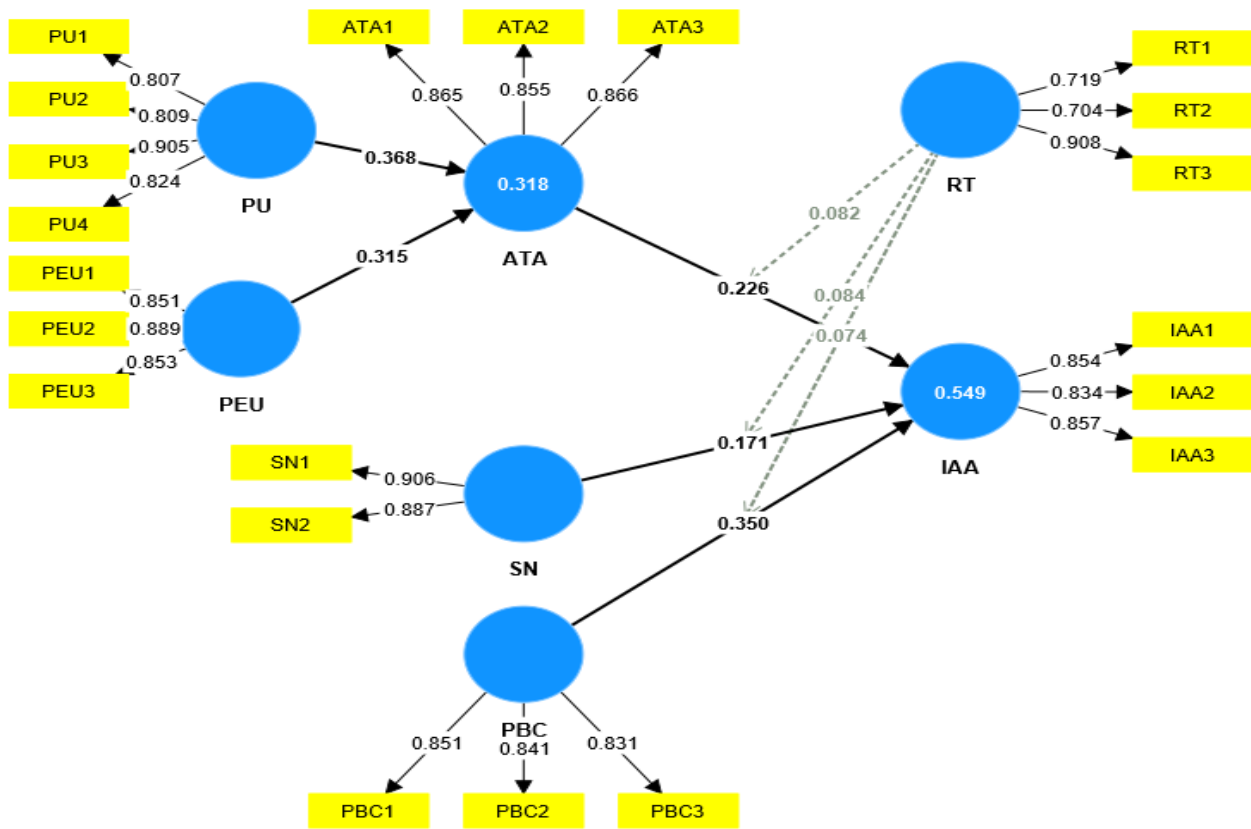 PU1
PU2
PU3
PU4
0.807
0.809
0.905
0.824
PU
PEU1
PEU2
PEU3
0.851
0.889
0.853
PEU
0.368
0.315
ATA1
ATA2
ATA3
0.865
0.855
0.866
0.318
ATA
RT1
RT2
RT3
0.719
0.704
0.908
RT
0.082
0.084
0.074
0.226
0.171
0.350
SN1
SN2
0.906
0.887
SN
IAA1
IAA2
IAA3
0.854
0.834
0.857
0.549
IAA
PBC
0.851
0.841
0.831
PBC1
PBC2
PBC3